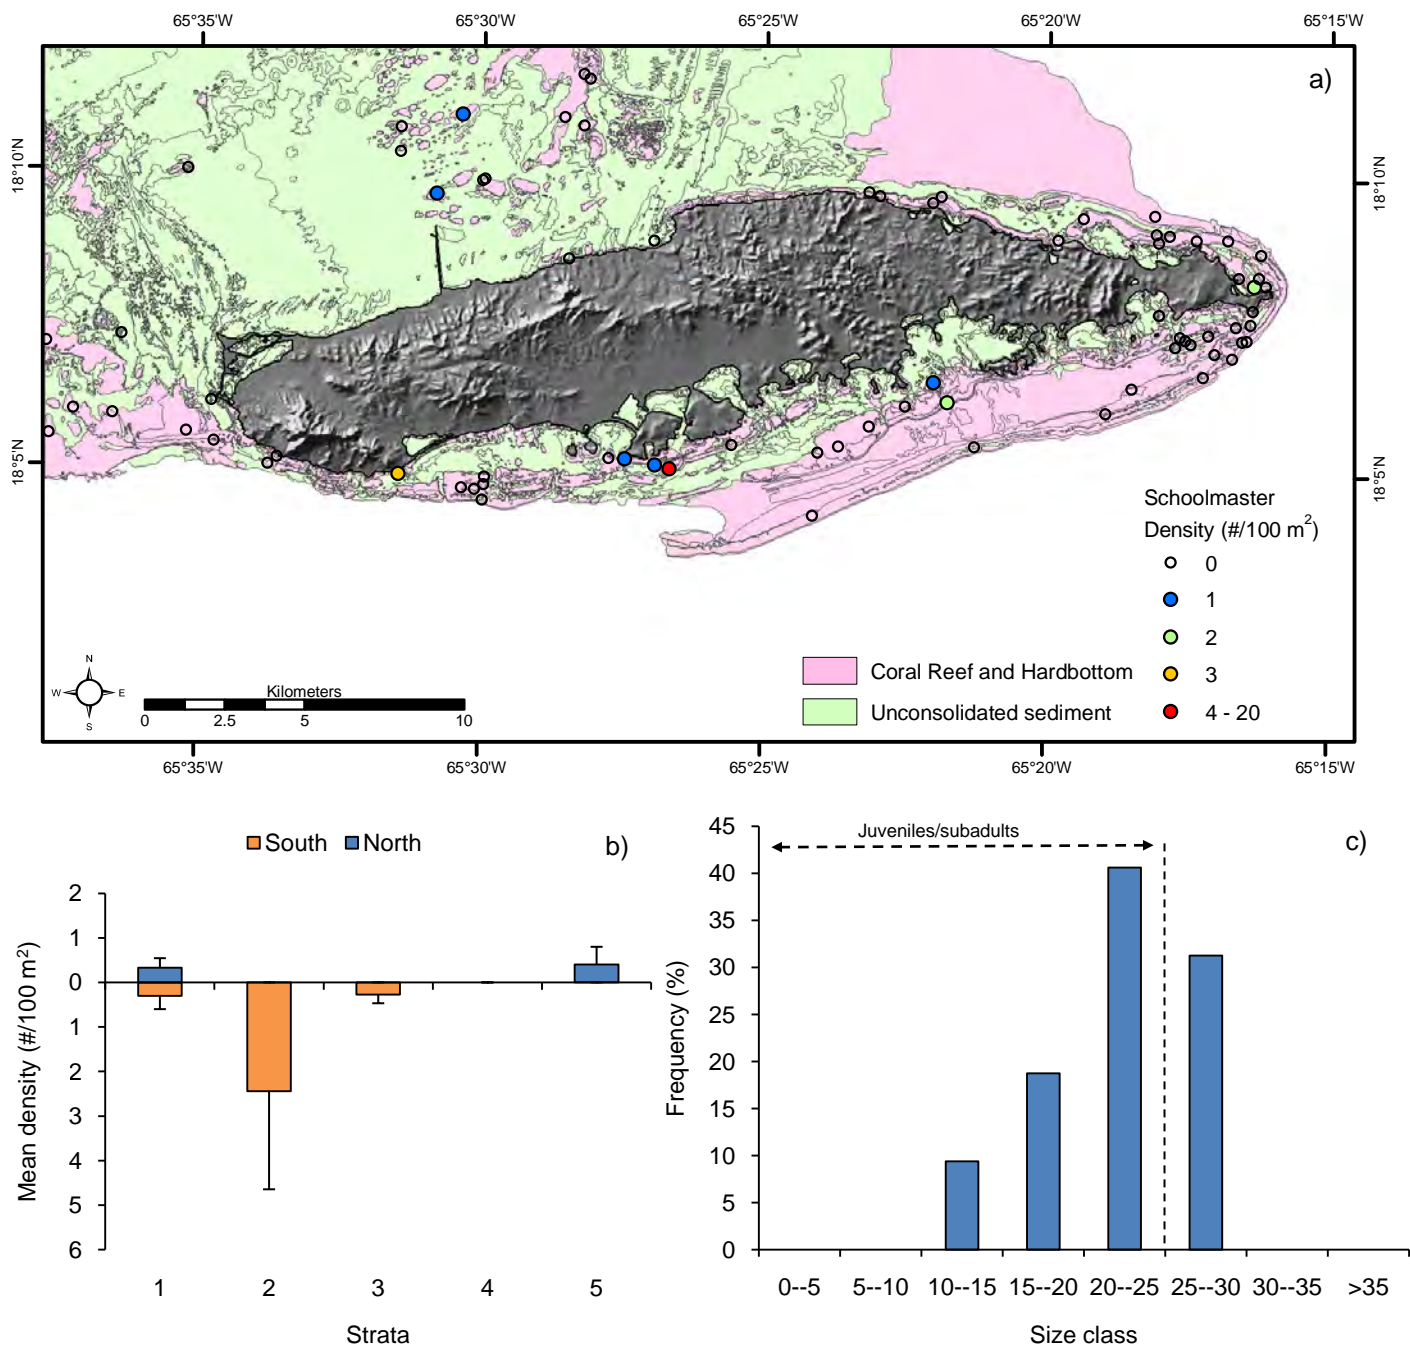 65°35'W 65°30'W 65°25'W 65°20'W 65°15'W
a)
18°10'N 18°10'N
18°5'N 18°5'N
Schoolmaster
Density (#/100 m²)
0
1
2
3
4 - 20
Coral Reef and Hardbottom
Unconsolidated sediment
N
W E
S
Kilometers
0 2.5 5 10
65°35'W 65°30'W 65°25'W 65°20'W 65°15'W
South North b)
Mean density (#/100 m²)
2
1
0
1
2
3
4
5
6
1 2 3 4 5
Strata
Juveniles/subadults
c)
Frequency (%)
45
40
35
30
25
20
15
10
5
0
0--5 5--10 10--15 15--20 20--25 25--30 30--35 >35
Size class